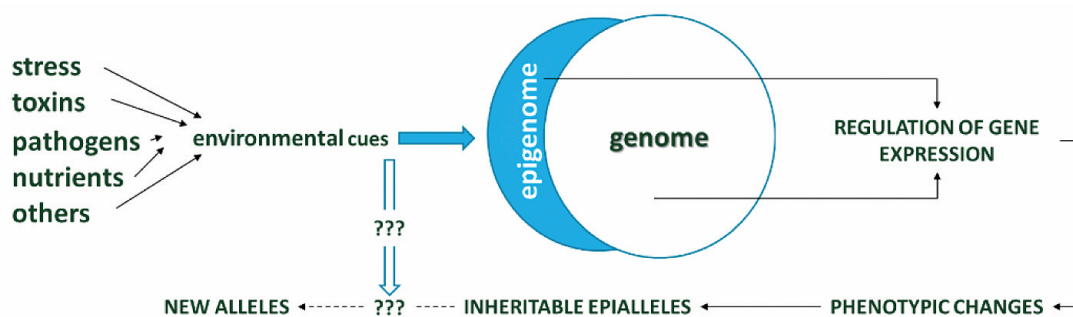 stress
toxins
pathogens
nutrients
others
environmental cues
epigenome
genome
REGULATION OF GENE
EXPRESSION
???
NEW ALLELES
???
INHERITABLE EPIALLELES
PHENOTYPIC CHANGES